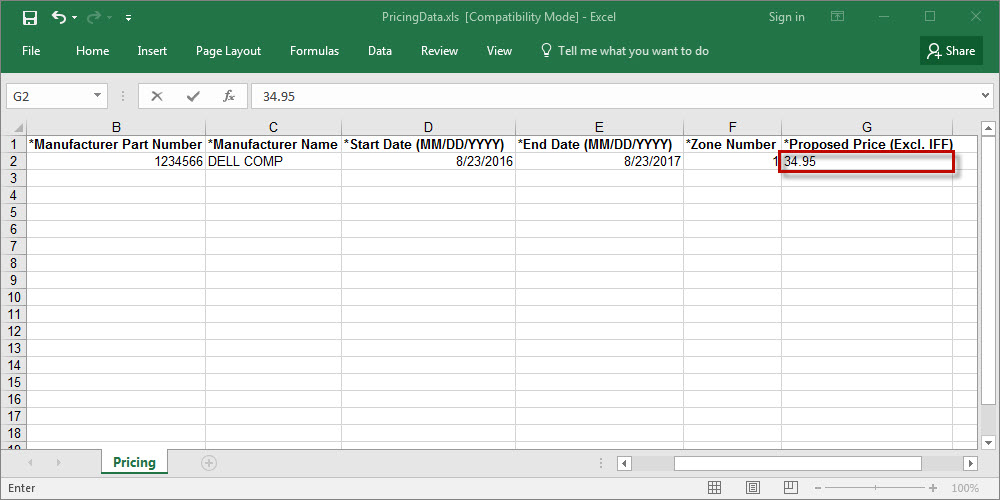 PricingData.xls [Compatibility Mode] - Excel
Sign in
File Home Insert Page Layout Formulas Data Review View Tell me what you want to do Share
G2 fx 34.95
B C D E F G
1 *Manufacturer Part Number *Manufacturer Name *Start Date (MM/DD/YYYY) *End Date (MM/DD/YYYY) *Zone Number *Proposed Price (Excl. IFF)
2 1234566 DELL COMP 8/23/2016 8/23/2017 1 34.95
3
4
5
6
7
8
9
10
11
12
13
14
15
16
17
18
19
Pricing
Enter 100%